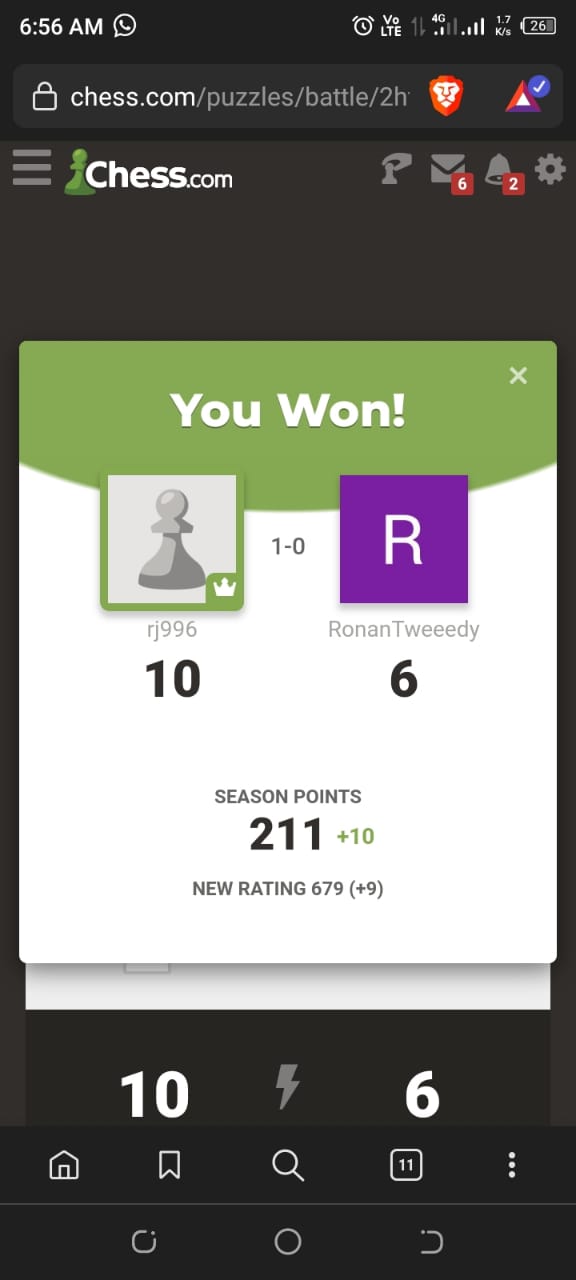 6:56 AM
Vo LTE 4G 1.7 K/s 26
chess.com/puzzles/battle/2h
Chess.com
6 2
You Won!
×
R
1-0
rj996 RonanTweeedy
10 6
SEASON POINTS
211 +10
NEW RATING 679 (+9)
10 6
11